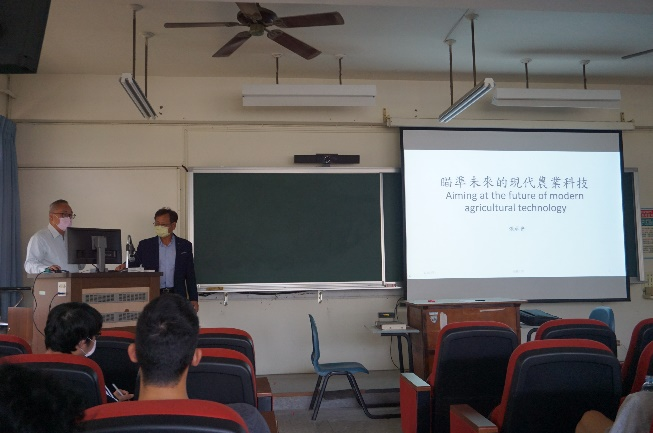 瞄準未來的現代農業科技
Aiming at the future of modern
agricultural technology